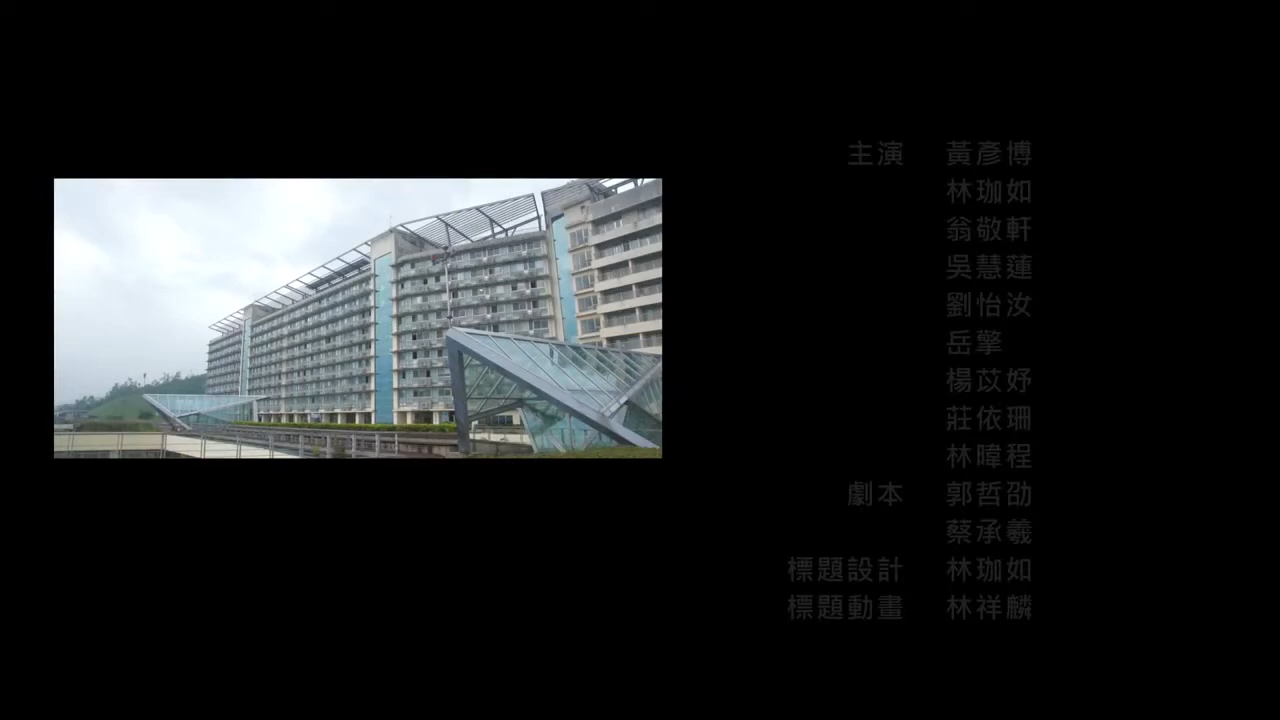 主演 黃彥博
林珈如
翁敬軒
吳慧蓮
劉怡汝
岳擎
楊苡妤
莊依珊
林暐程
劇本 郭哲劭
蔡承羲
標題設計 林珈如
標題動畫 林祥麟